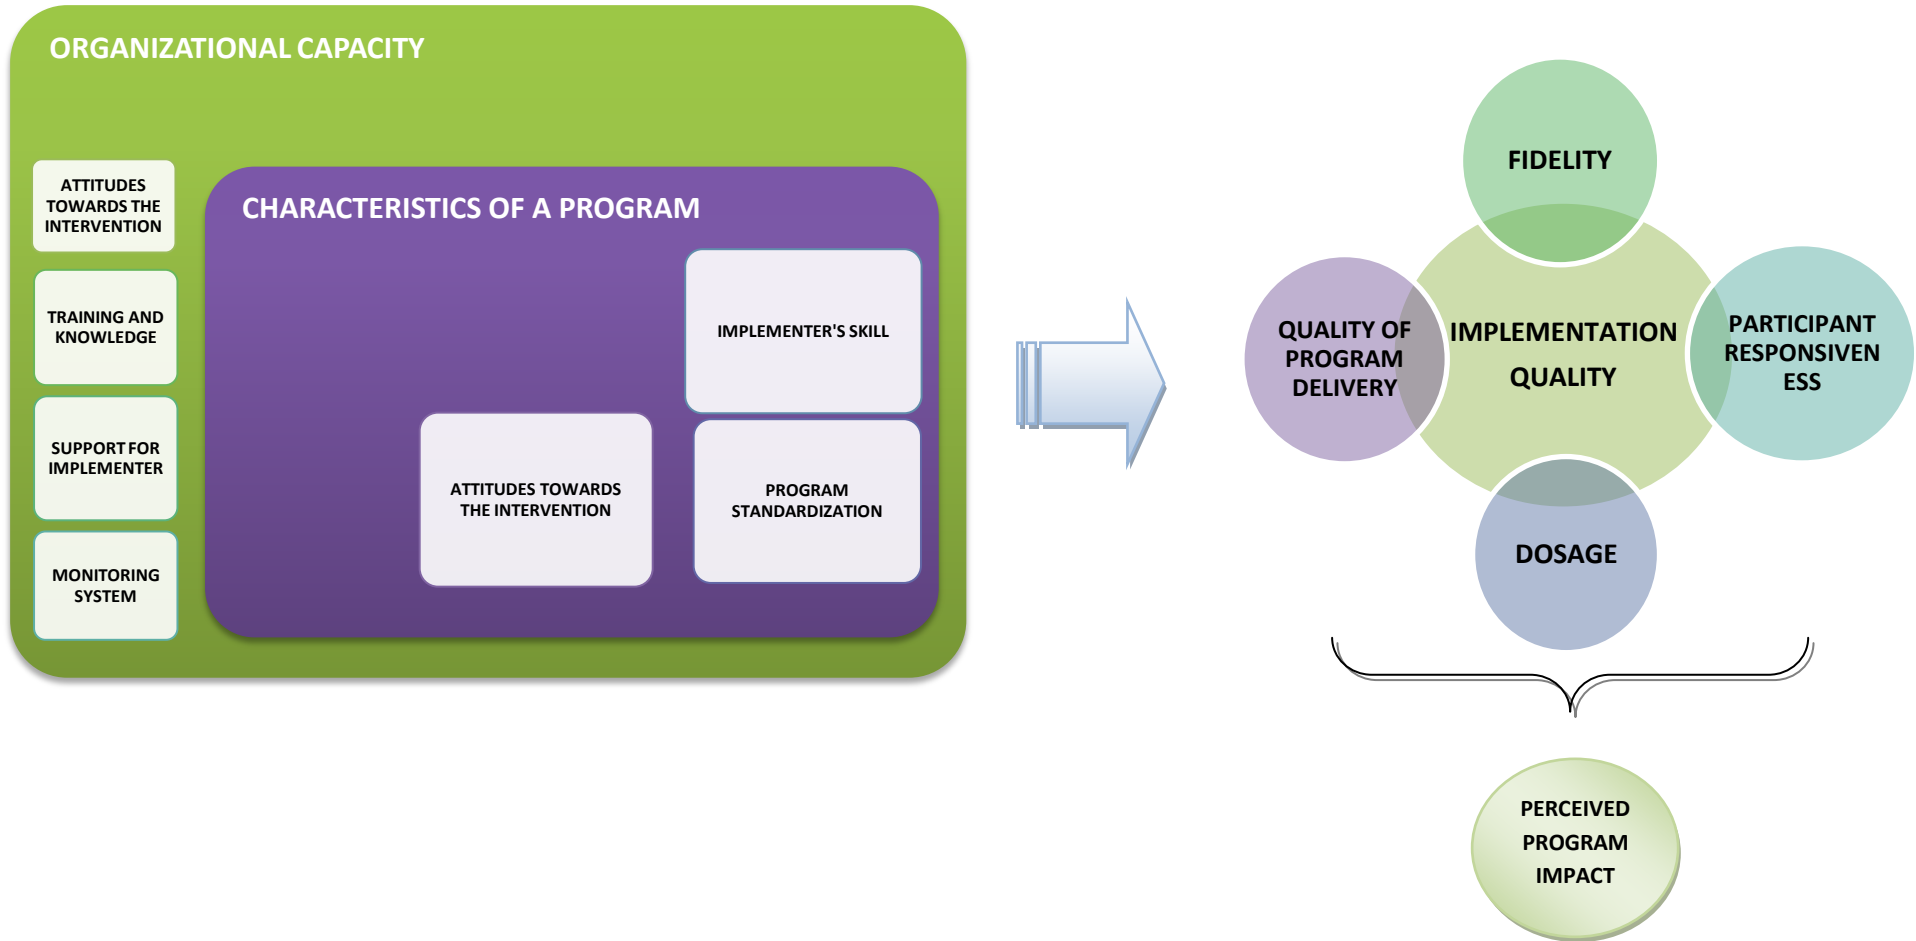 ORGANIZATIONAL CAPACITY
ATTITUDES
TOWARDS THE
INTERVENTION
TRAINING AND
KNOWLEDGE
SUPPORT FOR
IMPLEMENTER
MONITORING
SYSTEM
CHARACTERISTICS OF A PROGRAM
IMPLEMENTER'S SKILL
ATTITUDES TOWARDS
THE INTERVENTION
PROGRAM
STANDARDIZATION
FIDELITY
QUALITY OF
PROGRAM
DELIVERY
IMPLEMENTATION
QUALITY
PARTICIPANT
RESPONSIVEN
ESS
DOSAGE
PERCEIVED
PROGRAM
IMPACT